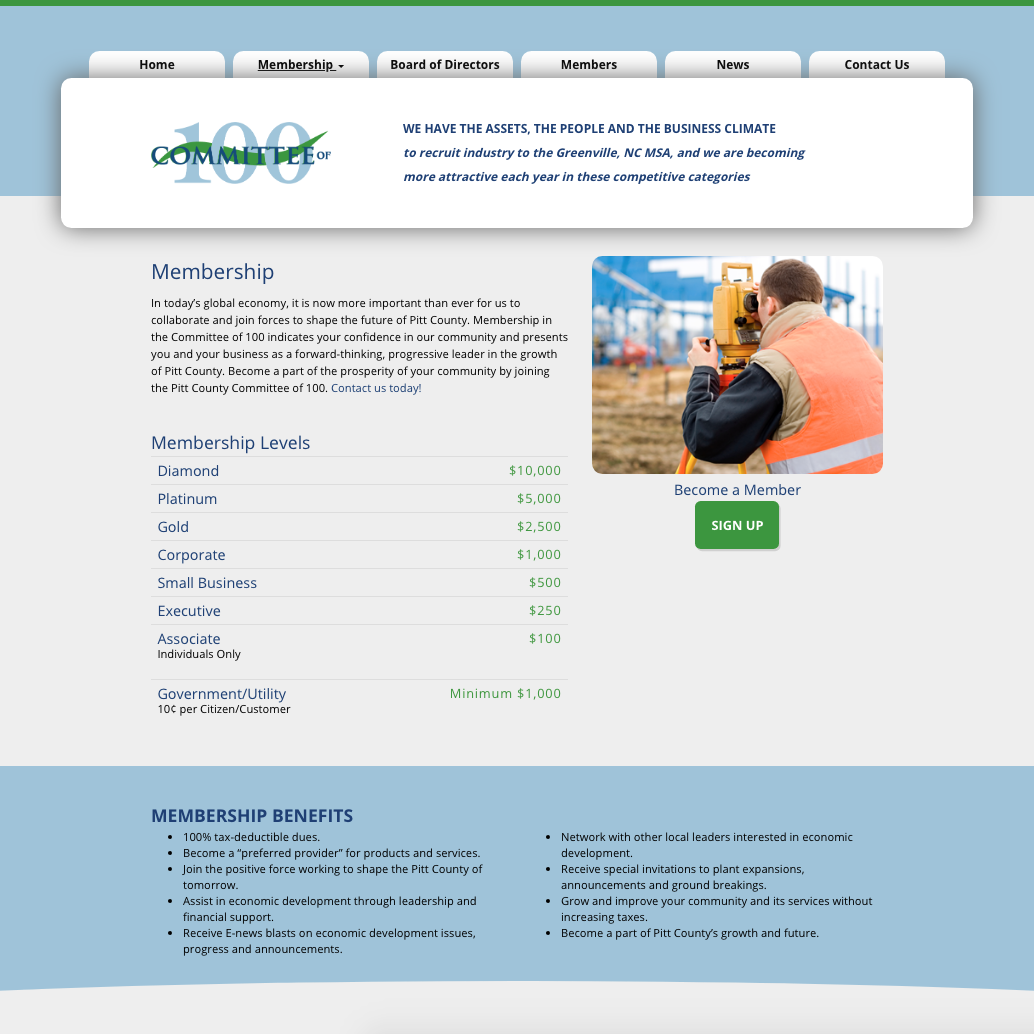 Home
Membership
Board of Directors
Members
News
Contact Us
100
COMMITTEE OF
WE HAVE THE ASSETS, THE PEOPLE AND THE BUSINESS CLIMATE
to recruit industry to the Greenville, NC MSA, and we are becoming
more attractive each year in these competitive categories
Membership
In today’s global economy, it is now more important than ever for us to
collaborate and join forces to shape the future of Pitt County. Membership in
the Committee of 100 indicates your confidence in our community and presents
you and your business as a forward-thinking, progressive leader in the growth
of Pitt County. Become a part of the prosperity of your community by joining
the Pitt County Committee of 100. Contact us today!
Membership Levels
Diamond $10,000
Platinum $5,000
Gold $2,500
Corporate $1,000
Small Business $500
Executive $250
Associate $100
Individuals Only
Government/Utility Minimum $1,000
10¢ per Citizen/Customer
Become a Member
SIGN UP
MEMBERSHIP BENEFITS
• 100% tax-deductible dues.
• Become a “preferred provider” for products and services.
• Join the positive force working to shape the Pitt County of
tomorrow.
• Assist in economic development through leadership and
financial support.
• Receive E-news blasts on economic development issues,
progress and announcements.
• Network with other local leaders interested in economic
development.
• Receive special invitations to plant expansions,
announcements and ground breakings.
• Grow and improve your community and its services without
increasing taxes.
• Become a part of Pitt County’s growth and future.